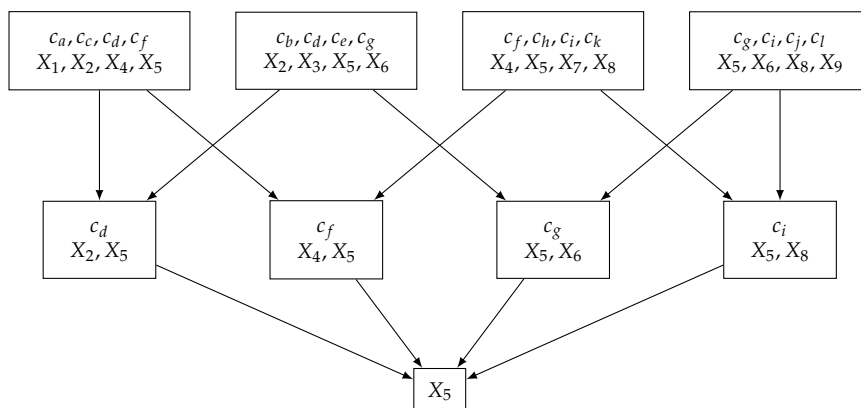 c_a, c_c, c_d, c_f
X_1, X_2, X_4, X_5
c_b, c_d, c_e, c_g
X_2, X_3, X_5, X_6
c_f, c_h, c_i, c_k
X_4, X_5, X_7, X_8
c_g, c_i, c_j, c_l
X_5, X_6, X_8, X_9
c_d
X_2, X_5
c_f
X_4, X_5
c_g
X_5, X_6
c_i
X_5, X_8
X_5